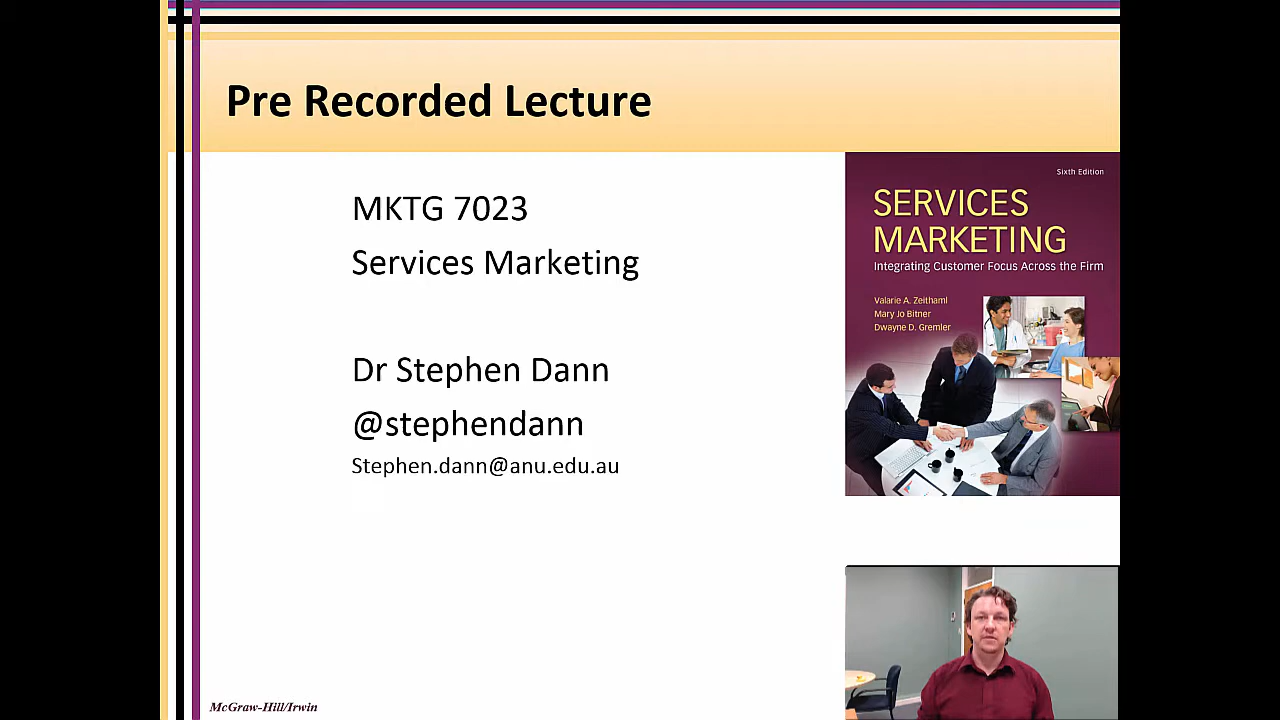 Pre Recorded Lecture
MKTG 7023
Services Marketing
Dr Stephen Dann
@stephendann
Stephen.dann@anu.edu.au
Sixth Edition
SERVICES
MARKETING
Integrating Customer Focus Across the Firm
Valarie A. Zeithaml
Mary Jo Bitner
Dwayne D. Gremler
McGraw-Hill/Irwin